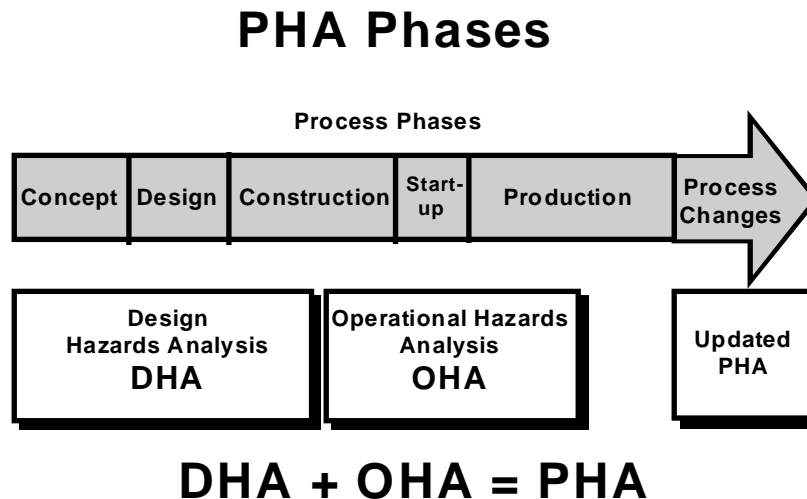 PHA Phases
Process Phases
Concept
Design
Construction
Start-
up
Production
Process
Changes
Design
Hazards Analysis
DHA
Operational Hazards
Analysis
OHA
Updated
PHA
DHA + OHA = PHA